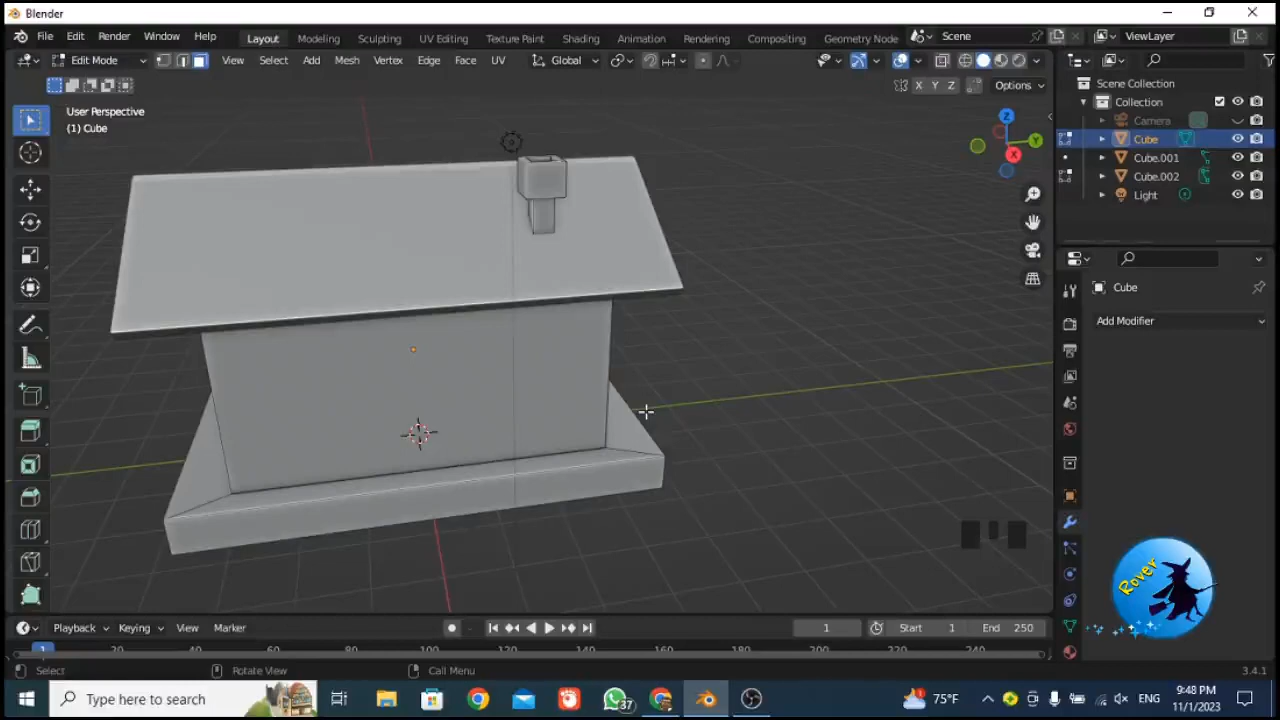 Blender
File Edit Render Window Help Layout Modeling Sculpting UV Editing Texture Paint Shading Animation Rendering Compositing Geometry Node Scene ViewLayer
Edit Mode View Select Add Mesh Vertex Edge Face UV Global
X Y Z Options
User Perspective
(1) Cube
Z
Y
X
Scene Collection
Collection
Camera
Cube
Cube.001
Cube.002
Light
Cube
Add Modifier
Rover
Playback Keying View Marker 1 Start 1 End 250
1 20 40 60 80 100 120 140 160 180 200 220 240
Select Rotate View Call Menu 3.4.1
Type here to search 37 75°F ENG 9:48 PM
11/1/2023